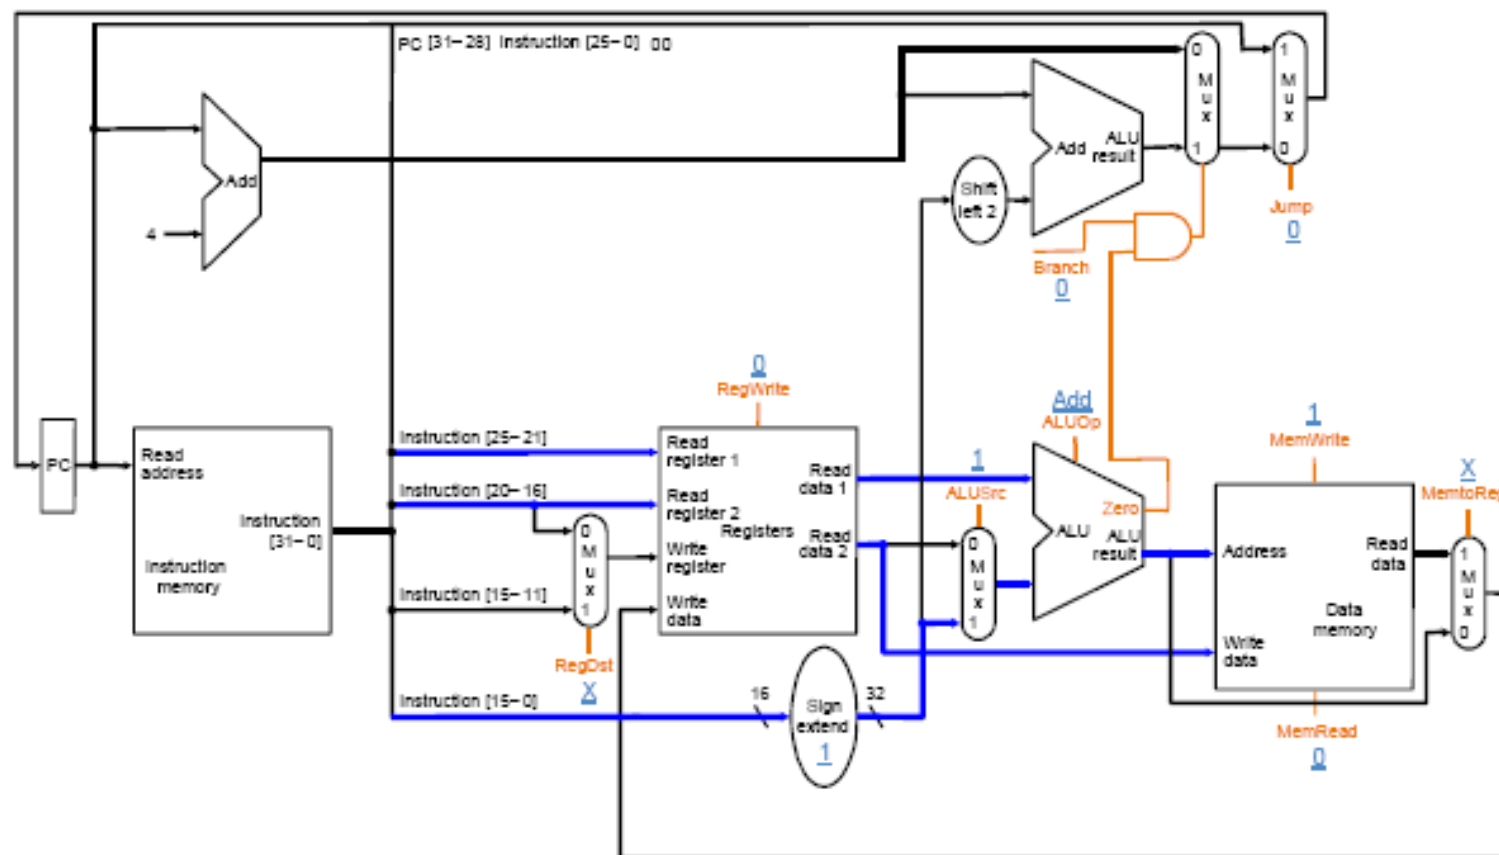 PC [31-28] Instruction [25-0] 00
0
M
u
x
1
1
M
u
x
0
Add
ALU
result
Add
Shift
left 2
4
Jump
0
Branch
0
0
RegWrite
Add
ALUOp
1
MemWrite
X
MemtoReg
1
ALUSrc
PC
Read
address
Instruction
[31-0]
Instruction
memory
Instruction [25-21]
Instruction [20-16]
Instruction [15-11]
Instruction [15-0]
0
M
u
x
1
RegDst
X
Read
register 1
Read
register 2
Write
register
Write
data
Registers
Read
data 1
Read
data 2
16
Sign
extend
1
32
0
M
u
x
1
Zero
ALU
ALU
result
Address
Write
data
Read
data
Data
memory
MemRead
0
1
M
u
x
0